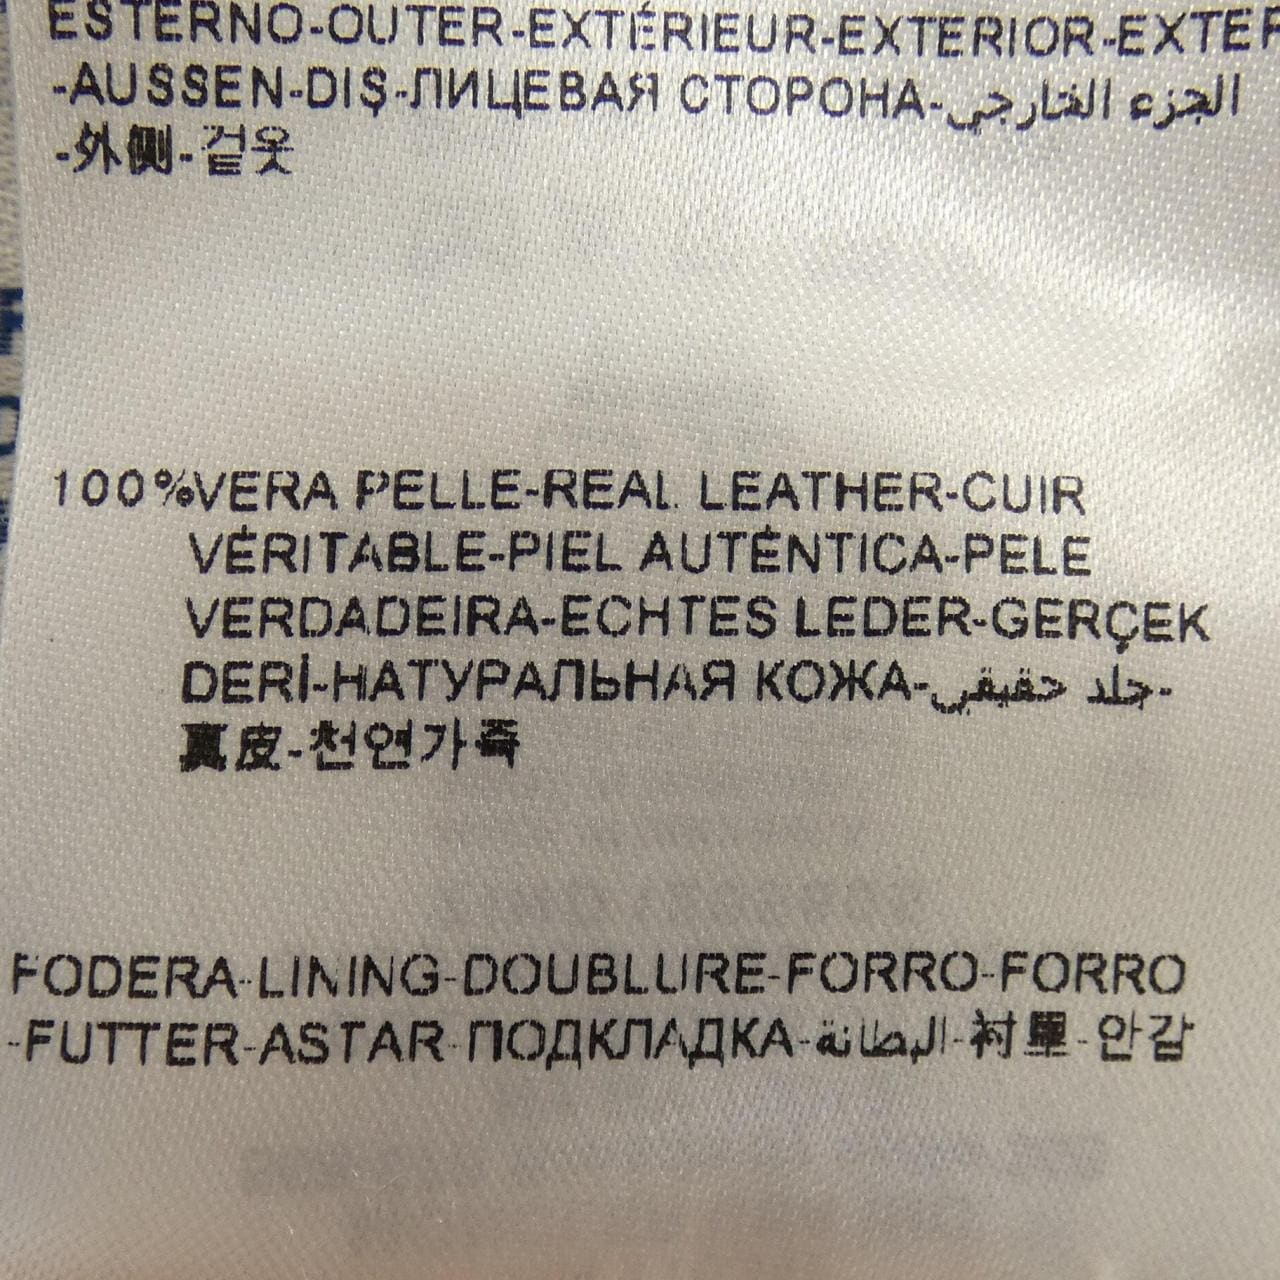 ESTERNO-OUTER-EXTÉRIEUR-EXTERIOR-EXTER
-AUSSEN-DIŞ-ЛИЦЕВАЯ СТОРОНА-الجزء الخارجي
-外側-겉옷
100%VERA PELLE-REAL LEATHER-CUIR
VÉRITABLE-PIEL AUTÉNTICA-PELE
VERDADEIRA-ECHTES LEDER-GERÇEK
DERİ-НАТУРАЛЬНАЯ КОЖА-جلد حقيقي-
真皮-천연가죽
FODERA-LINING-DOUBLURE-FORRO-FORRO
-FUTTER-ASTAR-ПОДКЛАДКА-البطانة-衬里-안감